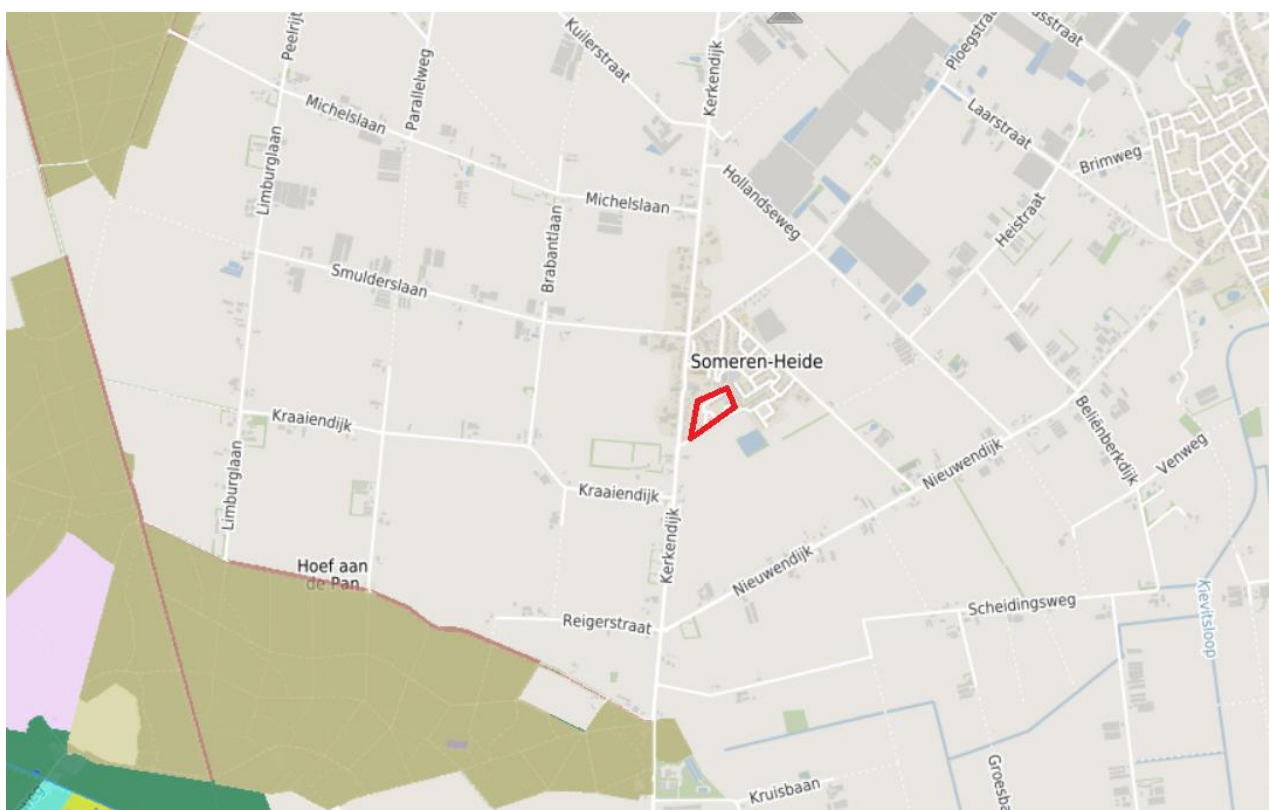 Peelrijt
Parallelweg
Kuilerstraat
Kerkendijk
Ploegstraat
Michelslaan
Laarstraat
Brimweg
Limburglaan
Hollandseweg
Michelslaan
Heistraat
Brabantlaan
Smulderslaan
Someren-Heide
Kraaiendijk
Beliënberkdijk
Venweg
Nieuwendijk
Limburglaan
Kraaiendijk
Kerkendijk
Hoef aan
de Pan
Nieuwendijk
Scheidingsweg
Kievitsloop
Reigerstraat
Kruisbaan